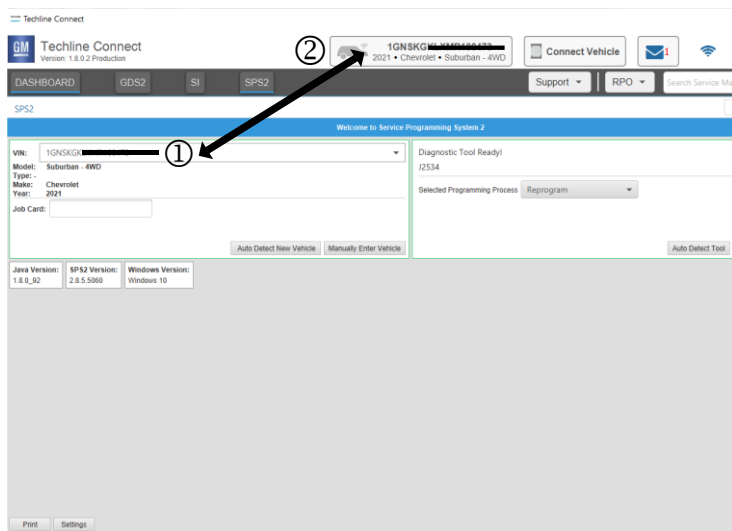 Techline Connect
GM
Techline Connect
Version: 1.8.0.2 Production
②
1GNSKG
2021 • Chevrolet • Suburban - 4WD
Connect Vehicle
1
DASHBOARD
GDS2
SI
SPS2
Support
RPO
Search Service Ma
SPS2
Welcome to Service Programming System 2
VIN:
1GNSKGK
①
Model: Suburban - 4WD
Type: -
Make: Chevrolet
Year: 2021
Job Card:
Auto Detect New Vehicle
Manually Enter Vehicle
Diagnostic Tool Ready!
J2534
Selected Programming Process
Reprogram
Auto Detect Tool
Java Version:
1.8.0_92
SPS2 Version:
2.8.5.5060
Windows Version:
Windows 10
Print
Settings